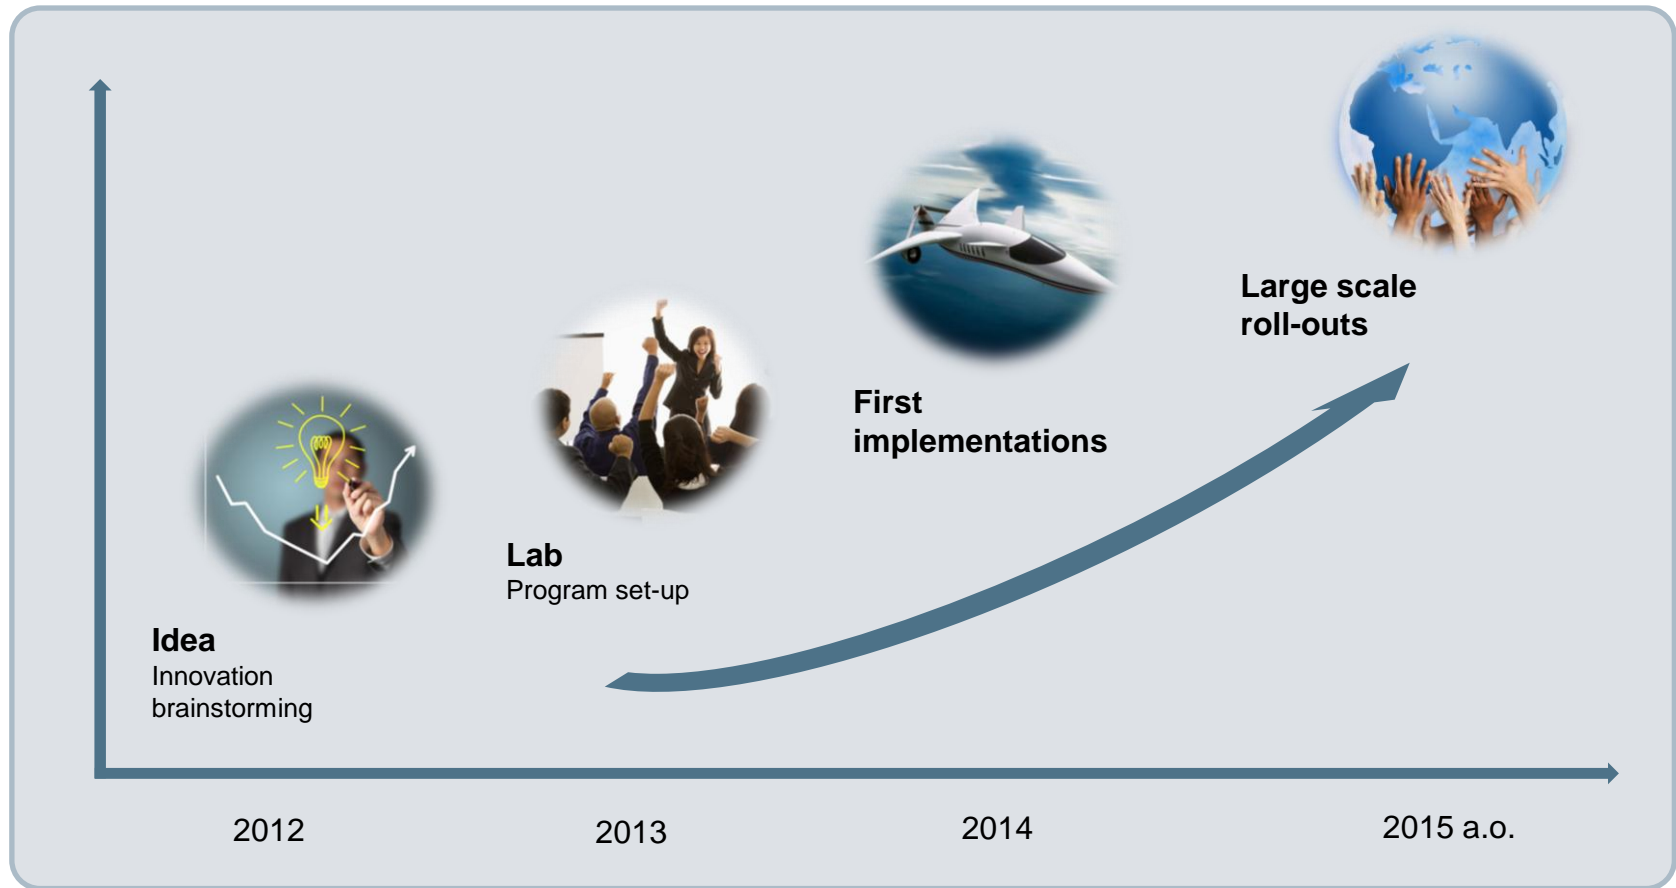 Large scale
roll-outs
First
implementations
Lab
Program set-up
Idea
Innovation
brainstorming
2012
2013
2014
2015 a.o.